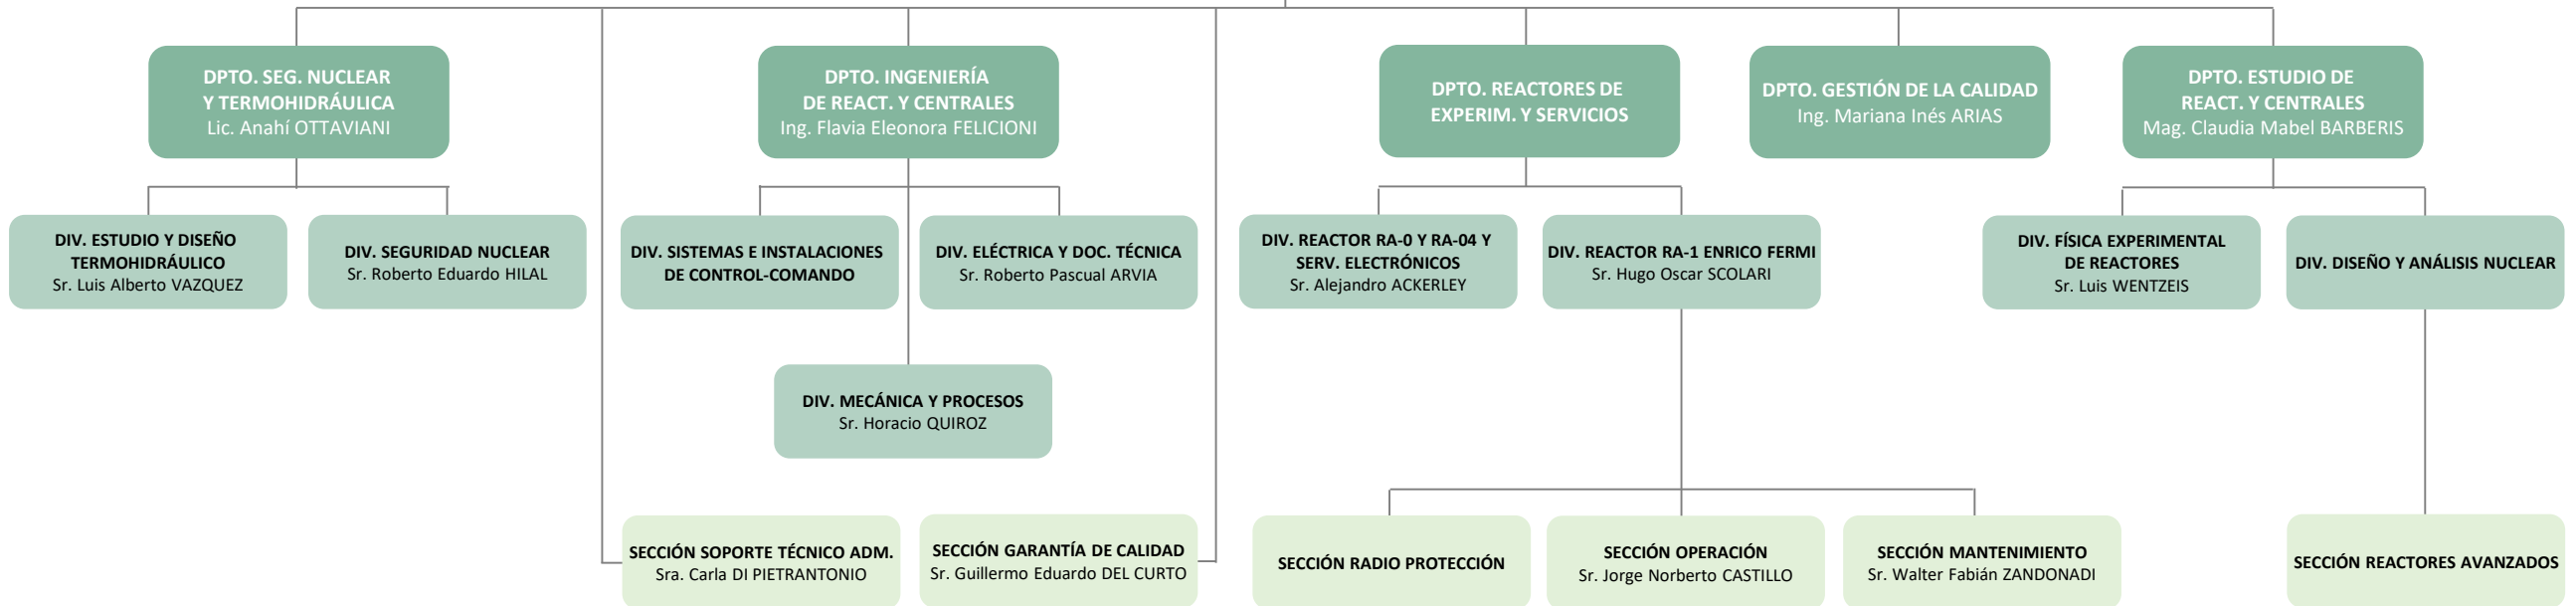 DPTO. SEG. NUCLEAR
Y TERMOHIDRÁULICA
Lic. Anahí OTTAVIANI
DPTO. INGENIERÍA
DE REACT. Y CENTRALES
Ing. Flavia Eleonora FELICIONI
DPTO. REACTORES DE
EXPERIM. Y SERVICIOS
DPTO. GESTIÓN DE LA CALIDAD
Ing. Mariana Inés ARIAS
DPTO. ESTUDIO DE
REACT. Y CENTRALES
Mag. Claudia Mabel BARBERIS
DIV. ESTUDIO Y DISEÑO
TERMOHIDRÁULICO
Sr. Luis Alberto VAZQUEZ
DIV. SEGURIDAD NUCLEAR
Sr. Roberto Eduardo HILAL
DIV. SISTEMAS E INSTALACIONES
DE CONTROL-COMANDO
DIV. ELÉCTRICA Y DOC. TÉCNICA
Sr. Roberto Pascual ARVIA
DIV. REACTOR RA-0 Y RA-04 Y
SERV. ELECTRÓNICOS
Sr. Alejandro ACKERLEY
DIV. REACTOR RA-1 ENRICO FERMI
Sr. Hugo Oscar SCOLARI
DIV. FÍSICA EXPERIMENTAL
DE REACTORES
Sr. Luis WENTZEIS
DIV. DISEÑO Y ANÁLISIS NUCLEAR
DIV. MECÁNICA Y PROCESOS
Sr. Horacio QUIROZ
SECCIÓN SOPORTE TÉCNICO ADM.
Sra. Carla DI PIETRANTONIO
SECCIÓN GARANTÍA DE CALIDAD
Sr. Guillermo Eduardo DEL CURTO
SECCIÓN RADIO PROTECCIÓN
SECCIÓN OPERACIÓN
Sr. Jorge Norberto CASTILLO
SECCIÓN MANTENIMIENTO
Sr. Walter Fabián ZANDONADI
SECCIÓN REACTORES AVANZADOS